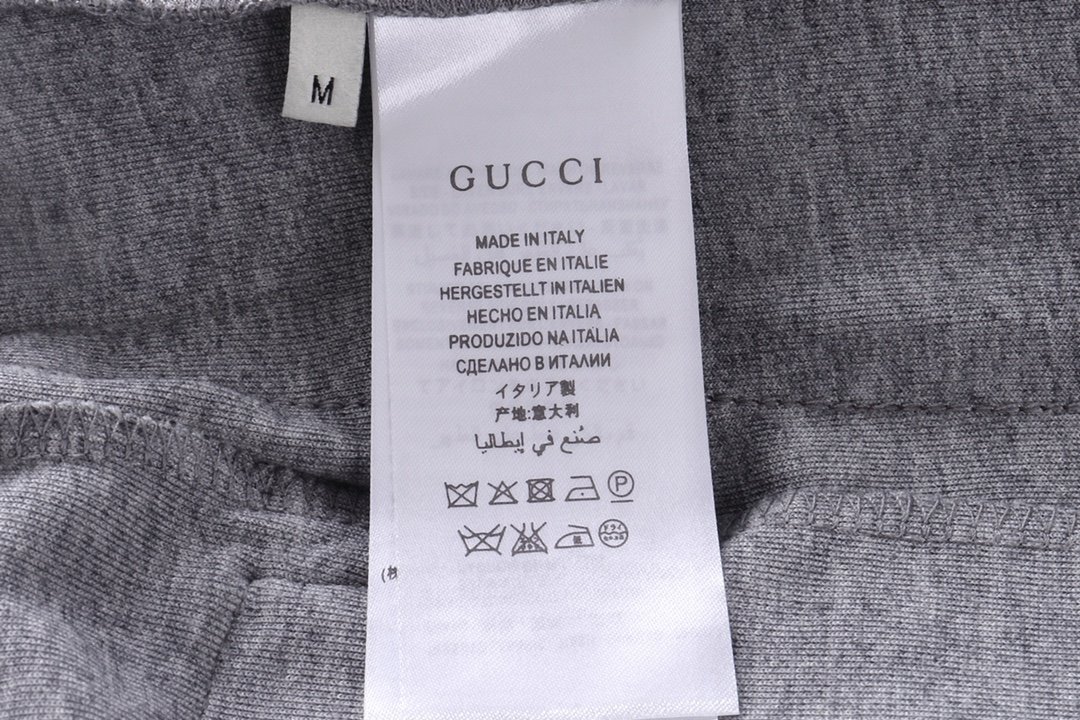 M
GUCCI
MADE IN ITALY
FABRIQUE EN ITALIE
HERGESTELLT IN ITALIEN
HECHO EN ITALIA
PRODUZIDO NA ITALIA
СДЕЛАНО В ИТАЛИИ
イタリア製
产地:意大利
صُنع في إيطاليا
P